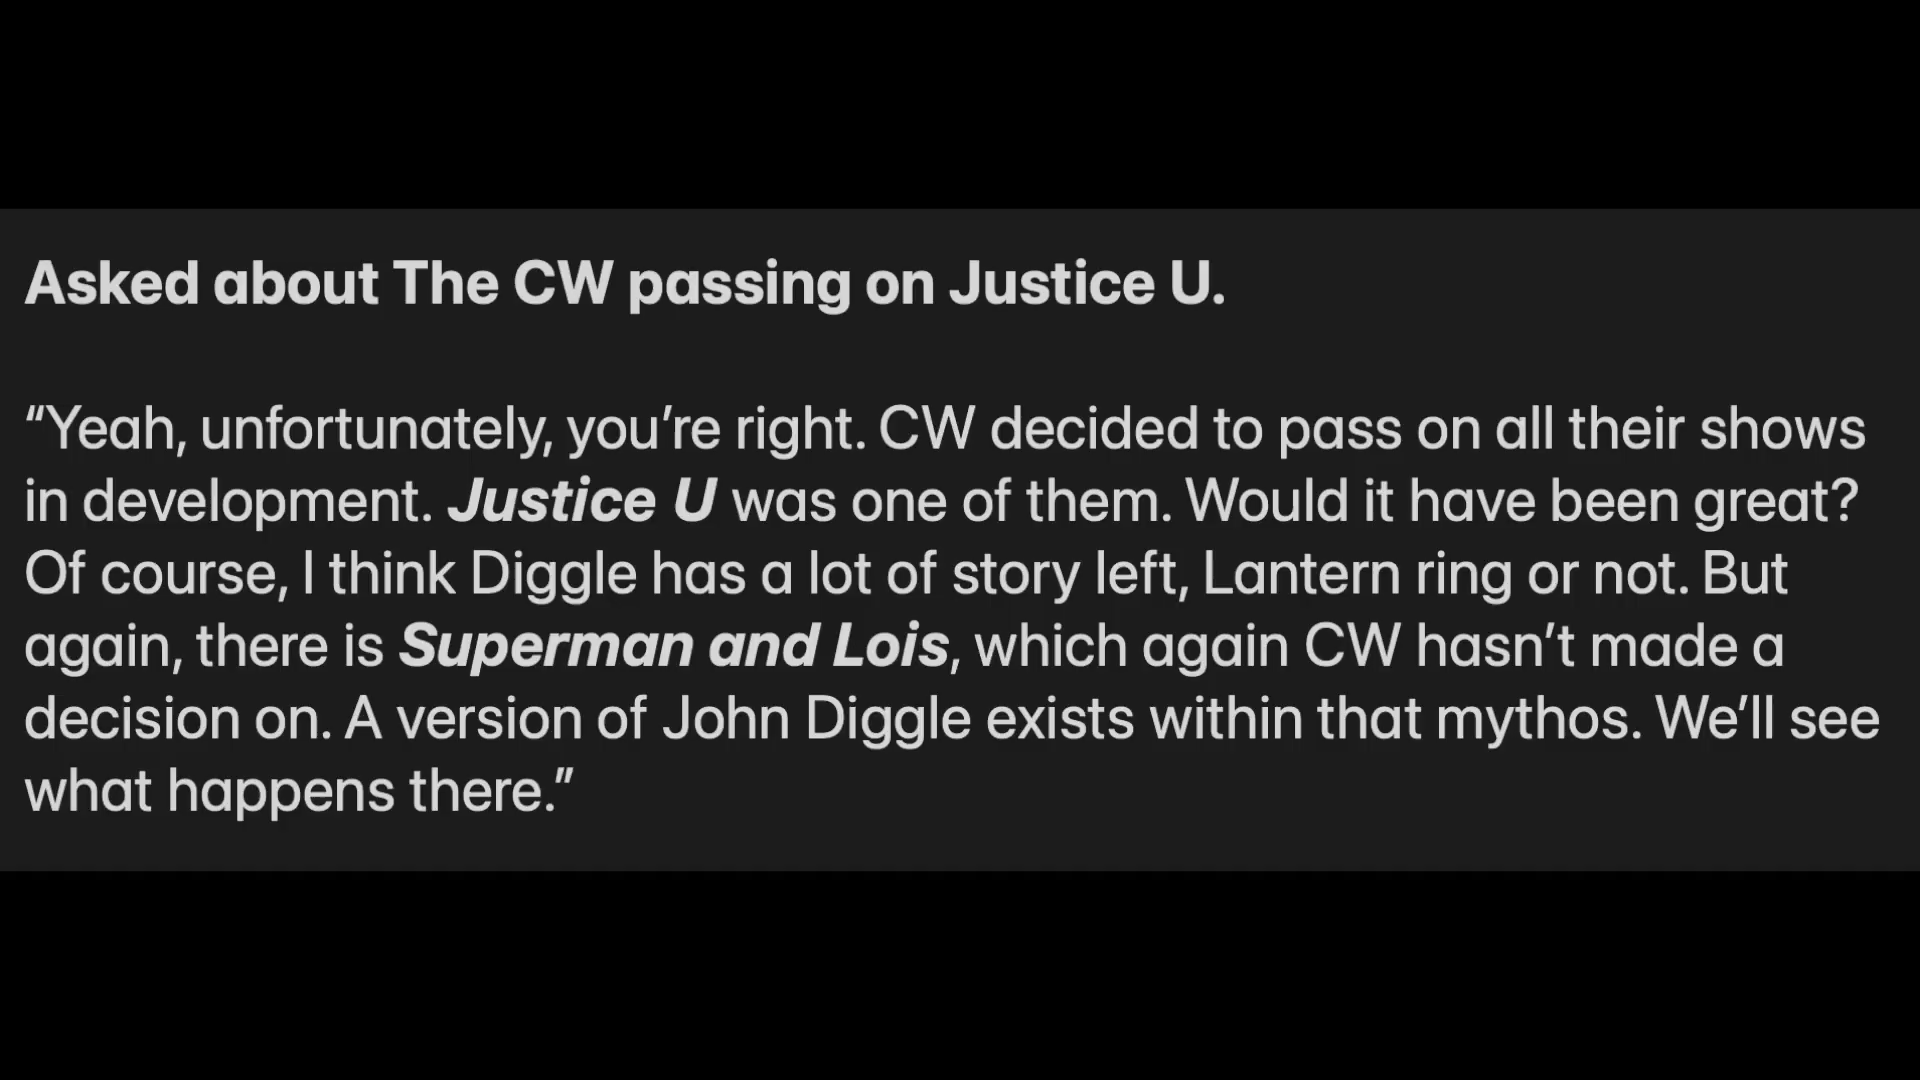 Asked about The CW passing on Justice U.
“Yeah, unfortunately, you’re right. CW decided to pass on all their shows
in development. Justice U was one of them. Would it have been great?
Of course, I think Diggle has a lot of story left, Lantern ring or not. But
again, there is Superman and Lois, which again CW hasn’t made a
decision on. A version of John Diggle exists within that mythos. We’ll see
what happens there.”